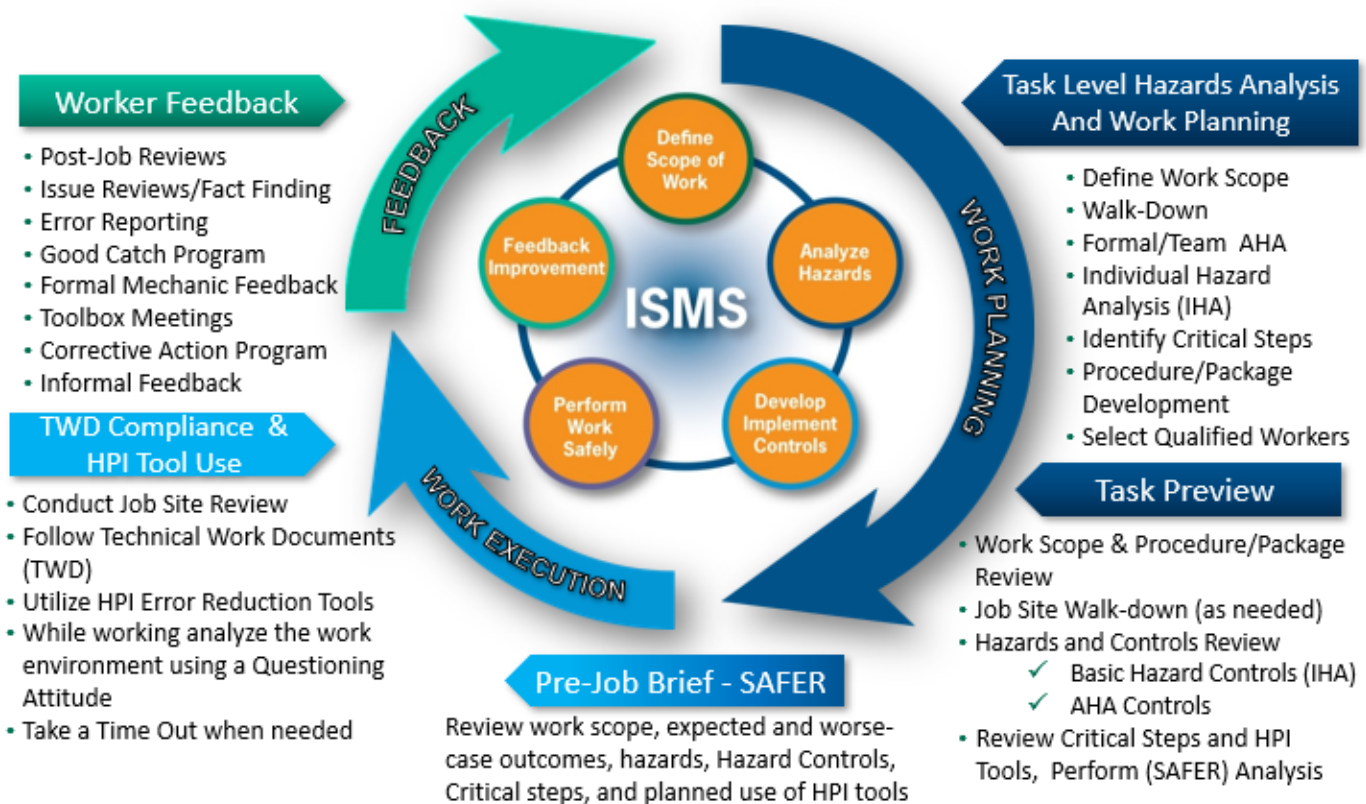 Worker Feedback
• Post-Job Reviews
• Issue Reviews/Fact Finding
• Error Reporting
• Good Catch Program
• Formal Mechanic Feedback
• Toolbox Meetings
• Corrective Action Program
• Informal Feedback
TWD Compliance &
HPI Tool Use
• Conduct Job Site Review
• Follow Technical Work Documents
(TWD)
• Utilize HPI Error Reduction Tools
• While working analyze the work
environment using a Questioning
Attitude
• Take a Time Out when needed
FEEDBACK
WORK PLANNING
WORK EXECUTION
Define
Scope of
Work
Analyze
Hazards
Develop
Implement
Controls
Perform
Work
Safely
Feedback
Improvement
ISMS
Pre-Job Brief - SAFER
Review work scope, expected and worse-
case outcomes, hazards, Hazard Controls,
Critical steps, and planned use of HPI tools
Task Level Hazards Analysis
And Work Planning
• Define Work Scope
• Walk-Down
• Formal/Team AHA
• Individual Hazard
Analysis (IHA)
• Identify Critical Steps
• Procedure/Package
Development
• Select Qualified Workers
Task Preview
• Work Scope & Procedure/Package
Review
• Job Site Walk-down (as needed)
• Hazards and Controls Review
✓ Basic Hazard Controls (IHA)
✓ AHA Controls
• Review Critical Steps and HPI
Tools, Perform (SAFER) Analysis